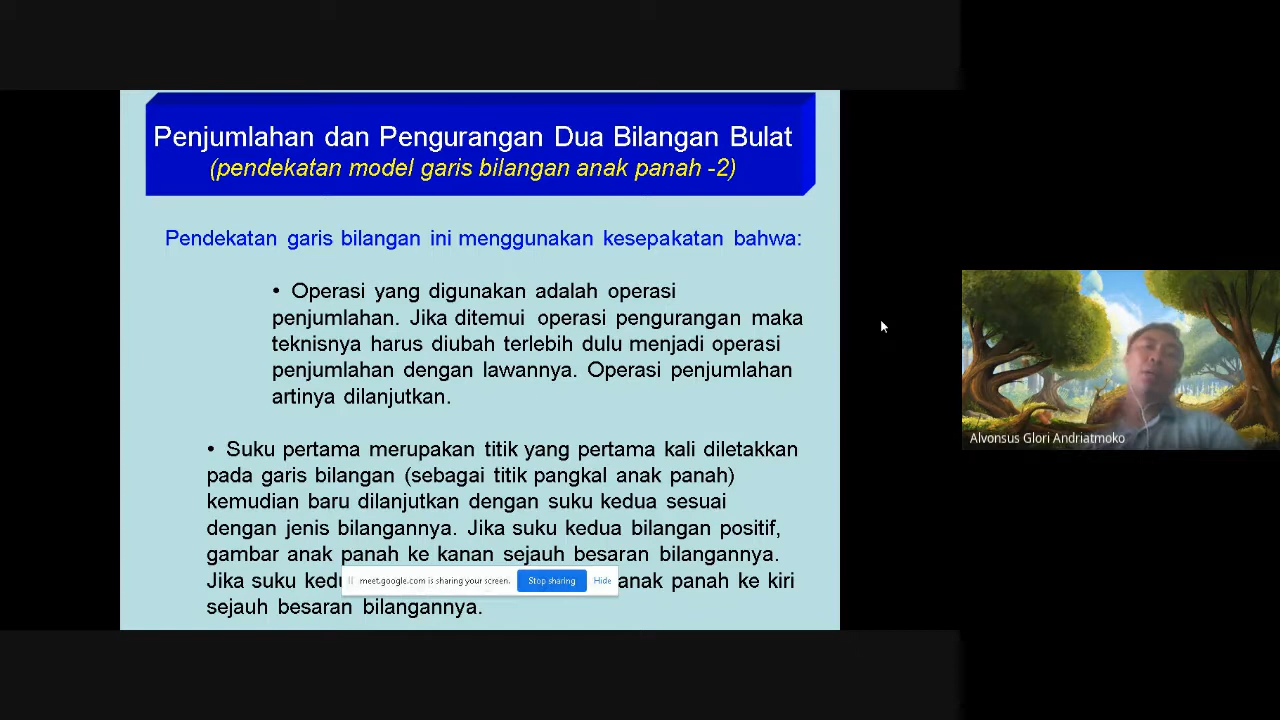 Penjumlahan dan Pengurangan Dua Bilangan Bulat
(pendekatan model garis bilangan anak panah -2)
Pendekatan garis bilangan ini menggunakan kesepakatan bahwa:
• Operasi yang digunakan adalah operasi
penjumlahan. Jika ditemui operasi pengurangan maka
teknisnya harus diubah terlebih dulu menjadi operasi
penjumlahan dengan lawannya. Operasi penjumlahan
artinya dilanjutkan.
• Suku pertama merupakan titik yang pertama kali diletakkan
pada garis bilangan (sebagai titik pangkal anak panah)
kemudian baru dilanjutkan dengan suku kedua sesuai
dengan jenis bilangannya. Jika suku kedua bilangan positif,
gambar anak panah ke kanan sejauh besaran bilangannya.
Jika suku anak panah ke kiri
sejauh besaran bilangannya.
meet.google.com is sharing your screen.
Stop sharing
Hide
Alvonsus Glori Andriatmoko